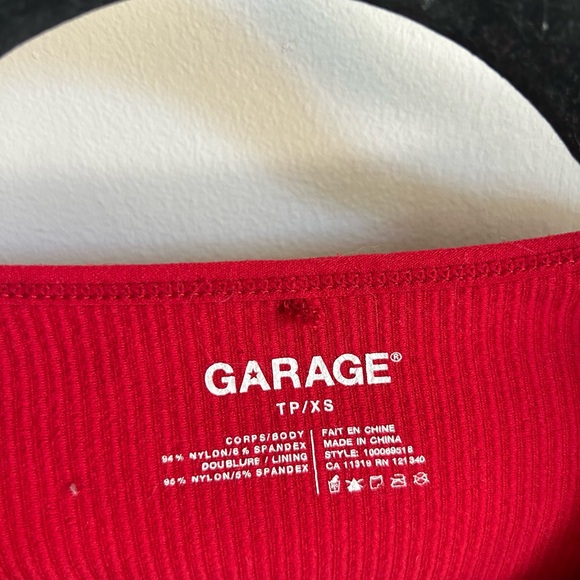 GARAGE®
TP/XS
CORPS/BODY
94% NYLON/6% SPANDEX
DOUBLURE / LINING
95% NYLON/5% SPANDEX
FAIT EN CHINE
MADE IN CHINA
STYLE: 100069518
CA 11319 RN 121340